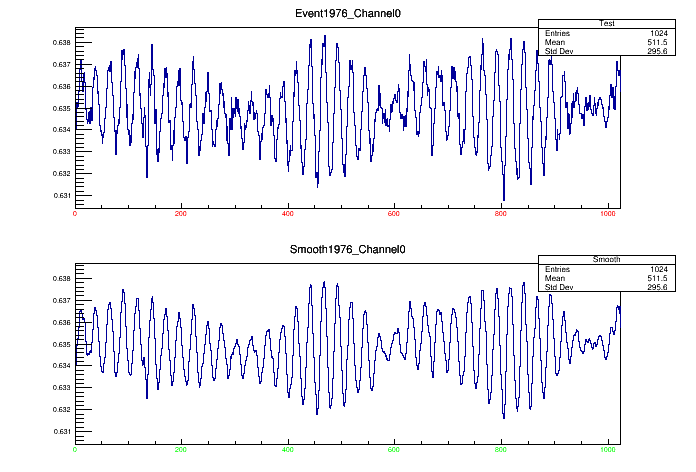 Event1976_Channel0
Test
Entries 1024
Mean 511.5
Std Dev 295.6
0.638
0.637
0.636
0.635
0.634
0.633
0.632
0.631
0 200 400 600 800 1000
Smooth1976_Channel0
Smooth
Entries 1024
Mean 511.5
Std Dev 295.6
0.638
0.637
0.636
0.635
0.634
0.633
0.632
0.631
0 200 400 600 800 1000